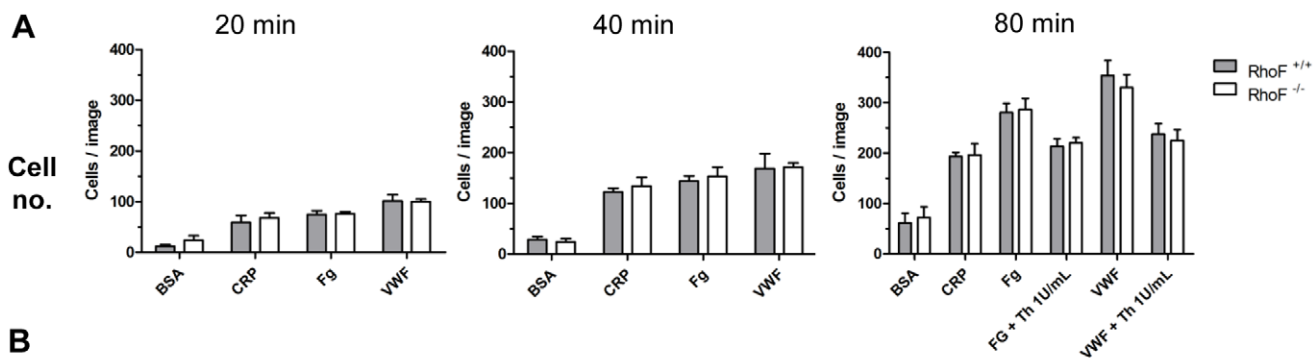 A
20 min
40 min
80 min
400
300
200
100
0
Cells / image
BSA
CRP
Fg
VWF
400
300
200
100
0
Cells / image
BSA
CRP
Fg
VWF
400
300
200
100
0
Cells / image
BSA
CRP
Fg
FG + Th 1U/mL
VWF
VWF + Th 1U/mL
RhoF +/+
RhoF -/-
Cell
no.
B